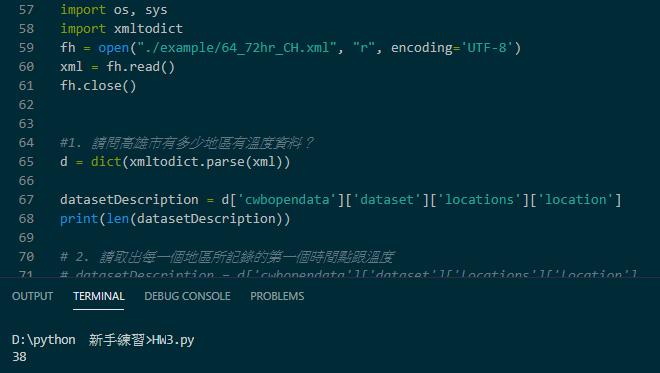 57 import os, sys
58 import xmltodict
59 fh = open("./example/64_72hr_CH.xml", "r", encoding='UTF-8')
60 xml = fh.read()
61 fh.close()
62
63
64 #1. 請問高雄市有多少地區有溫度資料？
65 d = dict(xmltodict.parse(xml))
66
67 datasetDescription = d['cwbopendata']['dataset']['locations']['location']
68 print(len(datasetDescription))
69
70 # 2. 請取出每一個地區所記錄的第一個時間點跟溫度
71 # datasetDescription = d['cwbopendata']['dataset']['locations']['location']
OUTPUT TERMINAL DEBUG CONSOLE PROBLEMS
D:\python 新手練習>HW3.py
38